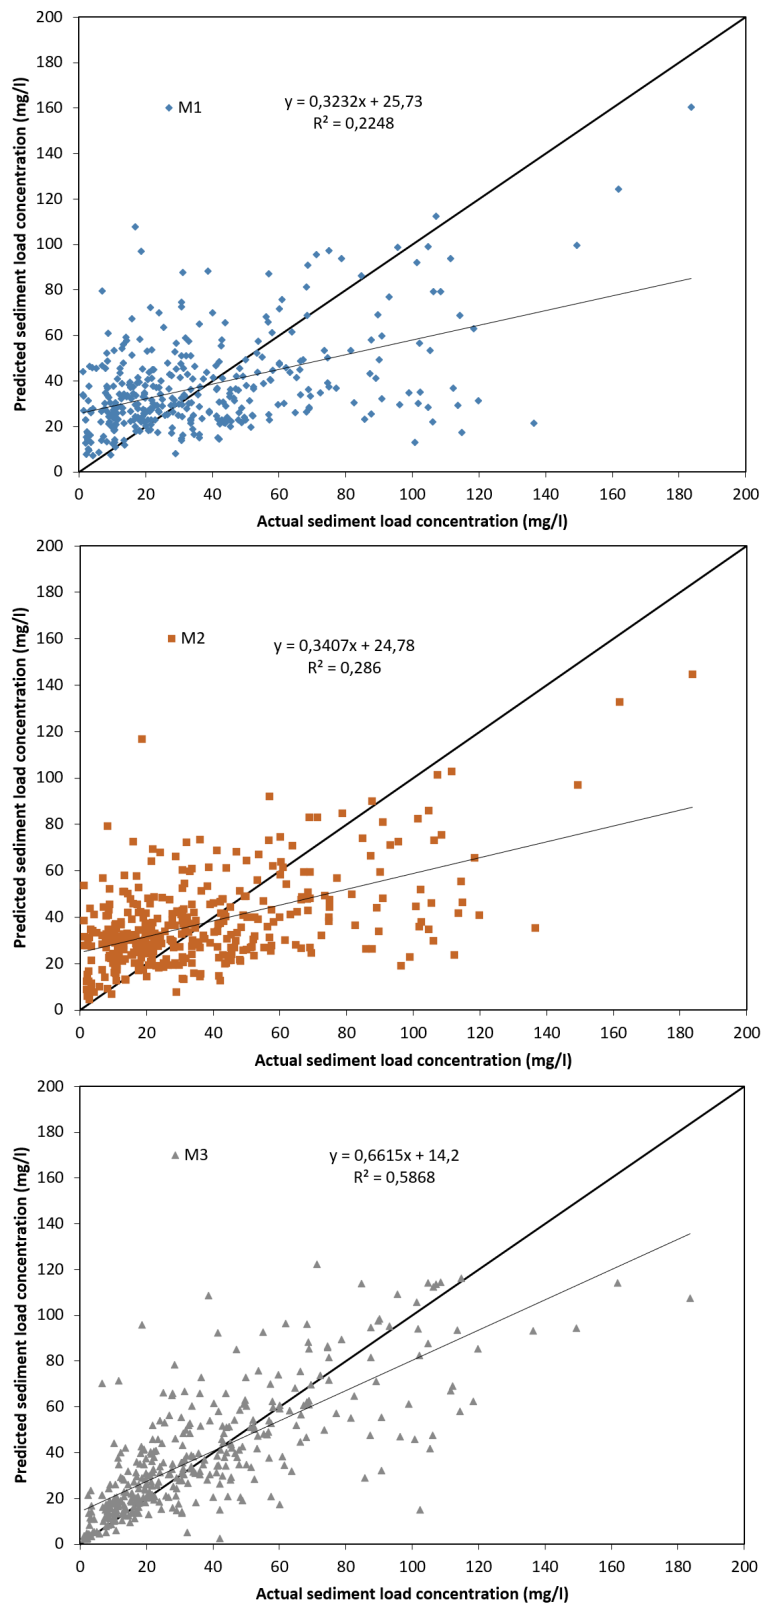 200
180
160
140
120
100
80
60
40
20
0
Predicted sediment load concentration (mg/l)
M1
y = 0,3232x + 25,73
R² = 0,2248
0 20 40 60 80 100 120 140 160 180 200
Actual sediment load concentration (mg/l)
200
180
160
140
120
100
80
60
40
20
0
Predicted sediment load concentration (mg/l)
M2
y = 0,3407x + 24,78
R² = 0,286
0 20 40 60 80 100 120 140 160 180 200
Actual sediment load concentration (mg/l)
200
180
160
140
120
100
80
60
40
20
0
Predicted sediment load concentration (mg/l)
M3
y = 0,6615x + 14,2
R² = 0,5868
0 20 40 60 80 100 120 140 160 180 200
Actual sediment load concentration (mg/l)